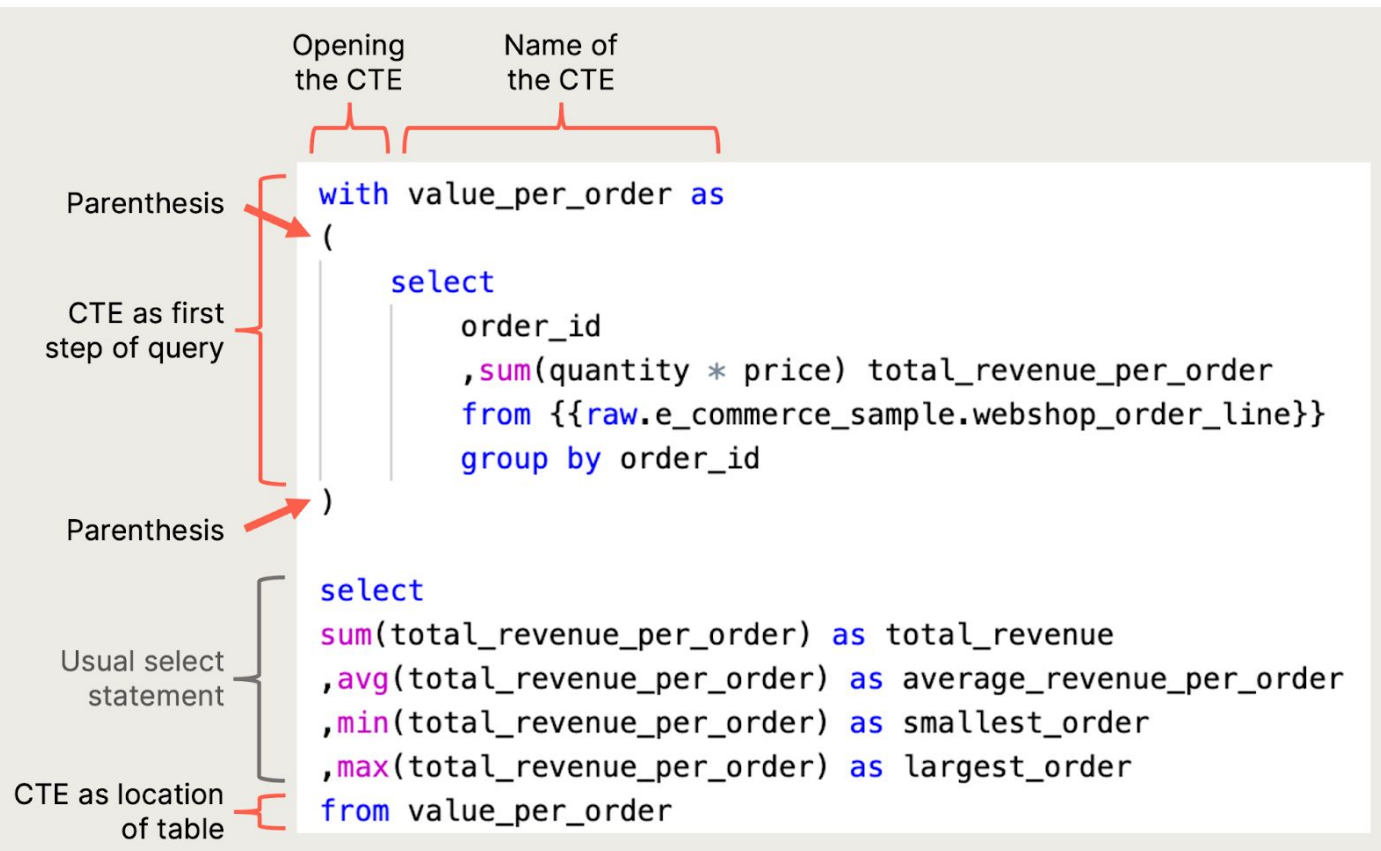 Opening
the CTE
Name of
the CTE
Parenthesis
with value_per_order as
(
select
CTE as first
step of query
order_id
,sum(quantity * price) total_revenue_per_order
from {{raw.e_commerce_sample.webshop_order_line}}
group by order_id
)
Parenthesis
select
sum(total_revenue_per_order) as total_revenue
Usual select
statement
,avg(total_revenue_per_order) as average_revenue_per_order
,min(total_revenue_per_order) as smallest_order
,max(total_revenue_per_order) as largest_order
CTE as location
of table
from value_per_order